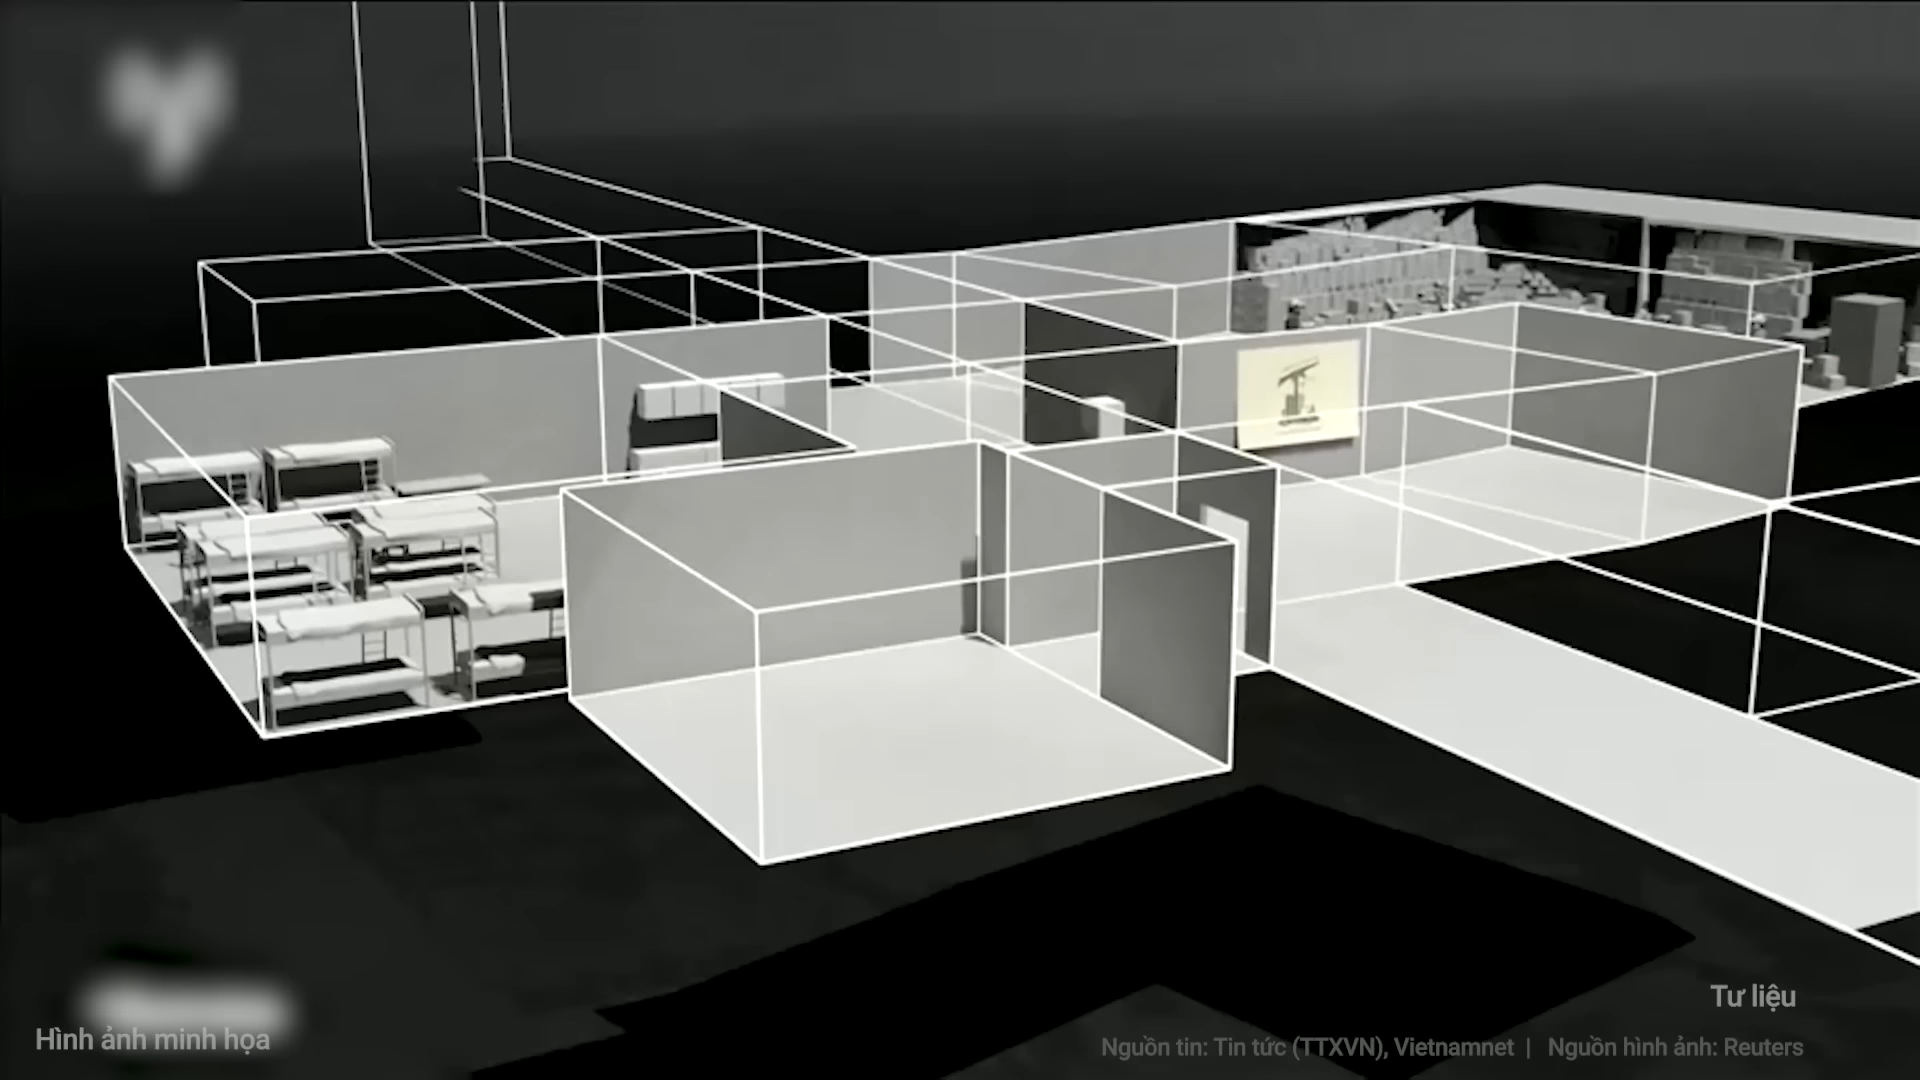 Tư liệu
Hình ảnh minh họa
Nguồn tin: Tin tức (TTXVN), Vietnamnet | Nguồn hình ảnh: Reuters